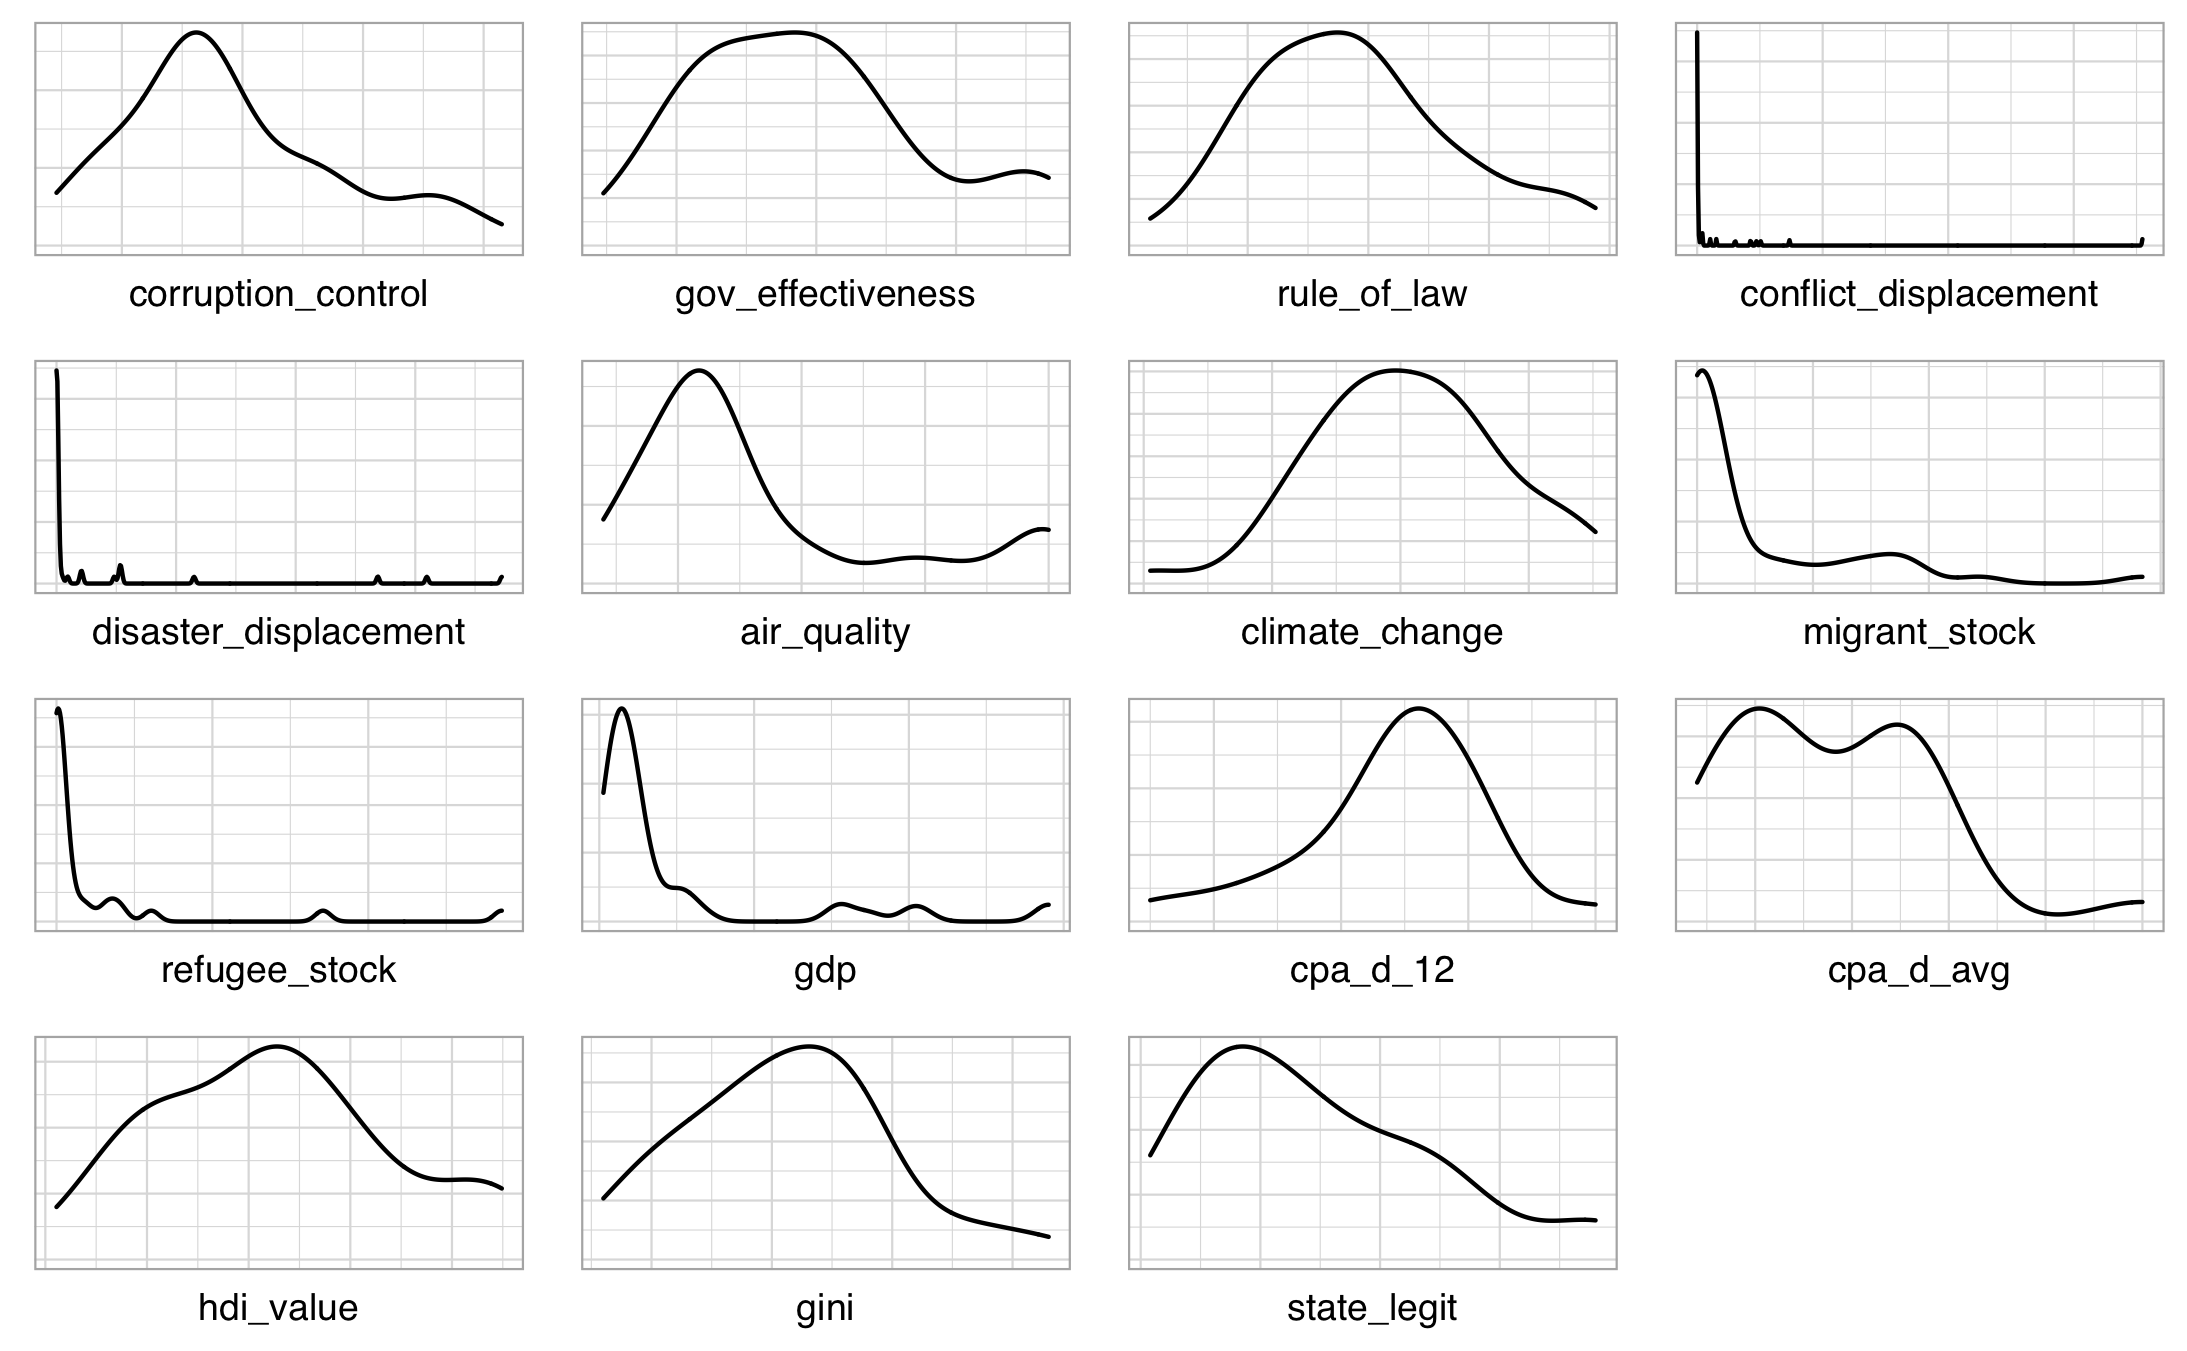 corruption_control
gov_effectiveness
rule_of_law
conflict_displacement
disaster_displacement
air_quality
climate_change
migrant_stock
refugee_stock
gdp
cpa_d_12
cpa_d_avg
hdi_value
gini
state_legit